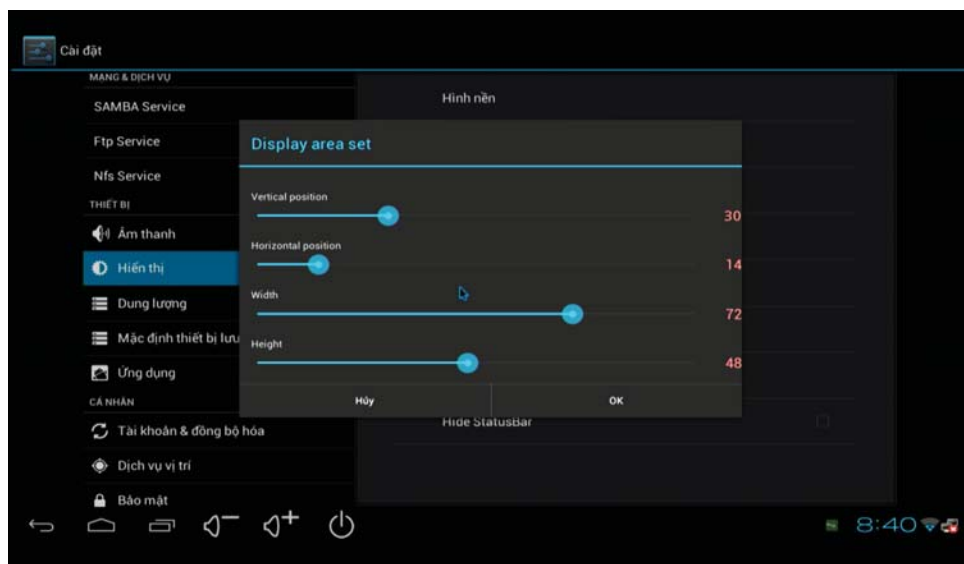 Cài đặt
MẠNG & DỊCH VỤ
SAMBA Service
Ftp Service
Nfs Service
THIẾT BỊ
Âm thanh
Hiển thị
Dung lượng
Mặc định thiết bị lưu
Ứng dụng
CÁ NHÂN
Tài khoản & đồng bộ hóa
Dịch vụ vị trí
Bảo mật
Hình nền
Display area set
Vertical position
30
Horizontal position
14
Width
72
Height
48
Hủy
OK
Hide StatusBar
8:40